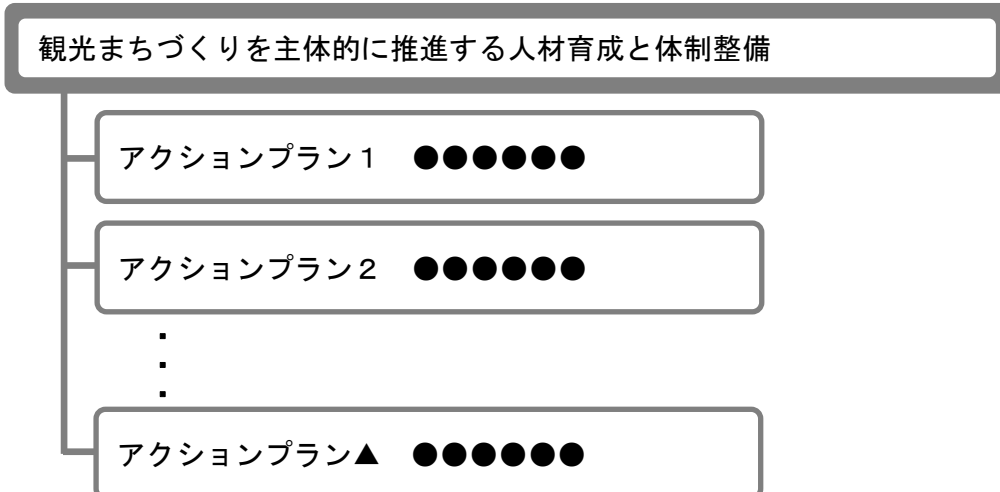 観光まちづくりを主体的に推進する人材育成と体制整備
アクションプラン１　●●●●●●
アクションプラン２　●●●●●●
・
・
・
アクションプラン▲　●●●●●●